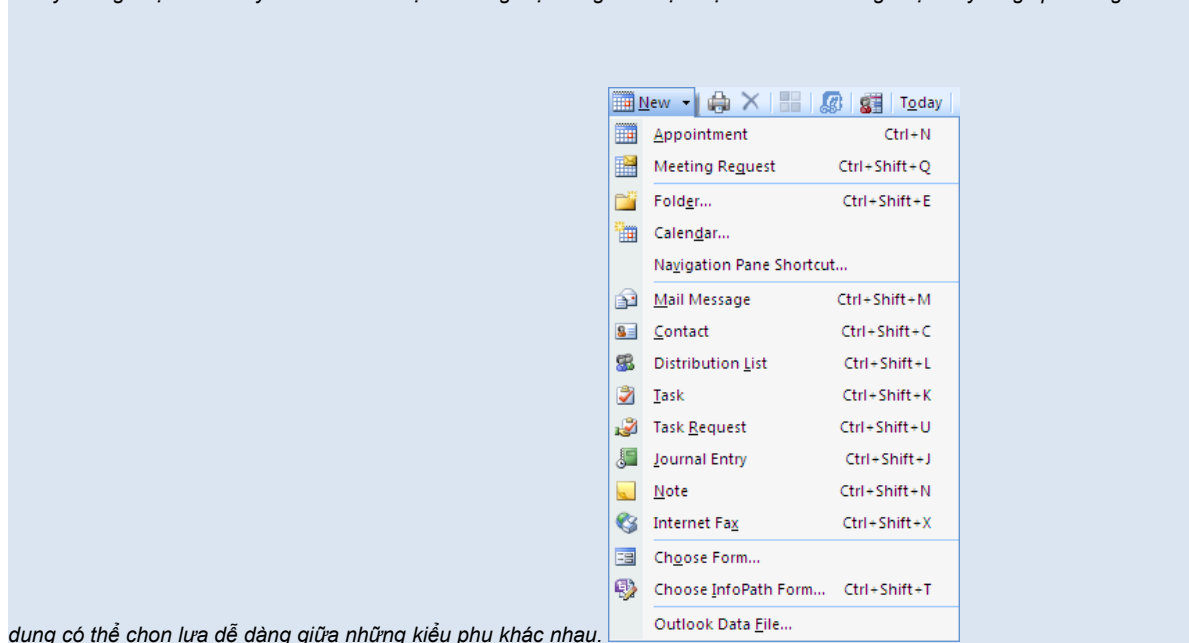 New Today
Appointment Ctrl+N
Meeting Request Ctrl+Shift+Q
Folder... Ctrl+Shift+E
Calendar...
Navigation Pane Shortcut...
Mail Message Ctrl+Shift+M
Contact Ctrl+Shift+C
Distribution List Ctrl+Shift+L
Task Ctrl+Shift+K
Task Request Ctrl+Shift+U
Journal Entry Ctrl+Shift+J
Note Ctrl+Shift+N
Internet Fax Ctrl+Shift+X
Choose Form...
Choose InfoPath Form... Ctrl+Shift+T
Outlook Data File...
dung có thể chon lưa dễ dàng giữa những kiểu phu khác nhau.